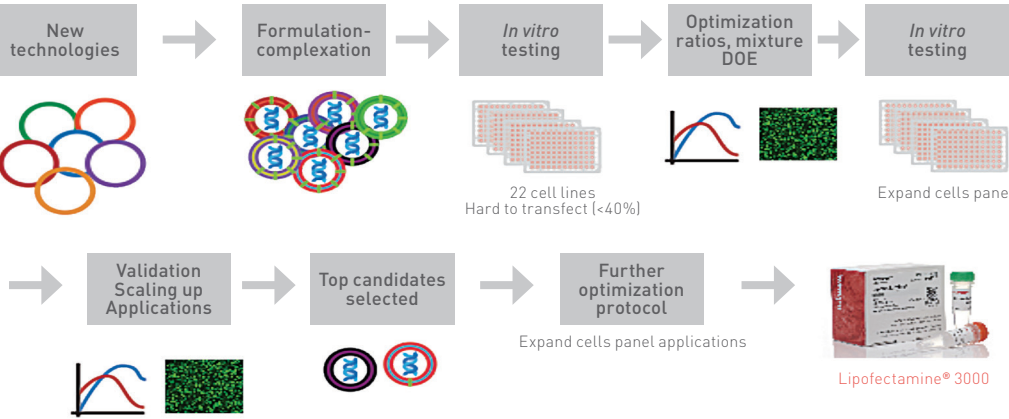 New
technologies
Formulation-
complexation
In vitro
testing
Optimization
ratios, mixture
DOE
In vitro
testing
22 cell lines
Hard to transfect (<40%)
Expand cells pane
Validation
Scaling up
Applications
Top candidates
selected
Further
optimization
protocol
Expand cells panel applications
Lipofectamine® 3000